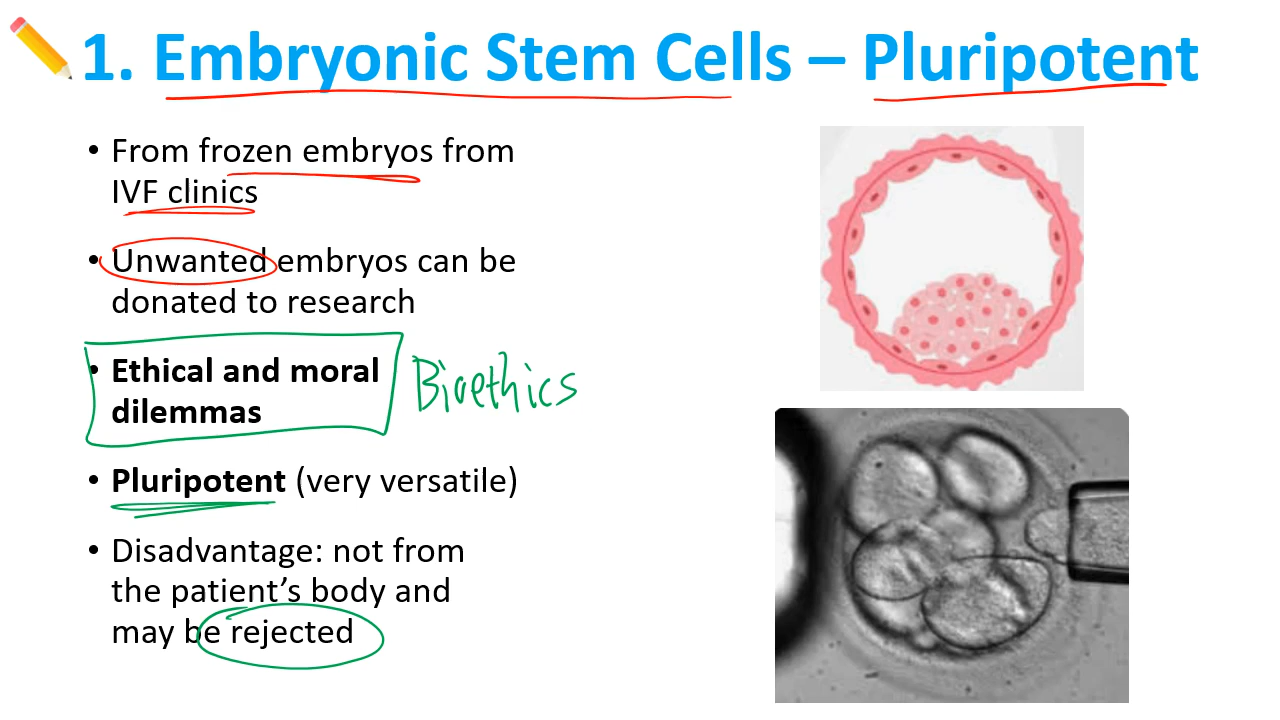 1. Embryonic Stem Cells – Pluripotent
• From frozen embryos from
IVF clinics
• Unwanted embryos can be
donated to research
• Ethical and moral
dilemmas
Bioethics
• Pluripotent (very versatile)
• Disadvantage: not from
the patient’s body and
may be rejected